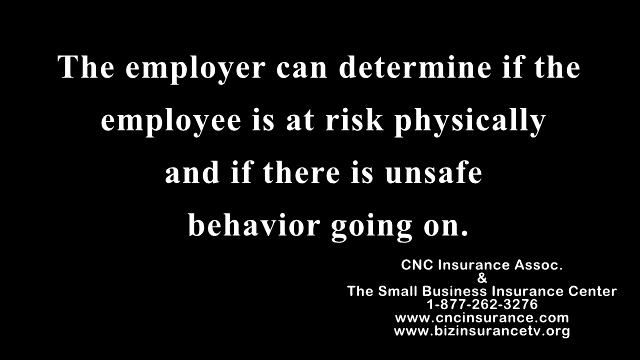 The employer can determine if the
employee is at risk physically
and if there is unsafe
behavior going on.
CNC Insurance Assoc.
&
The Small Business Insurance Center
1-877-262-3276
www.cncinsurance.com
www.bizinsurancetv.org